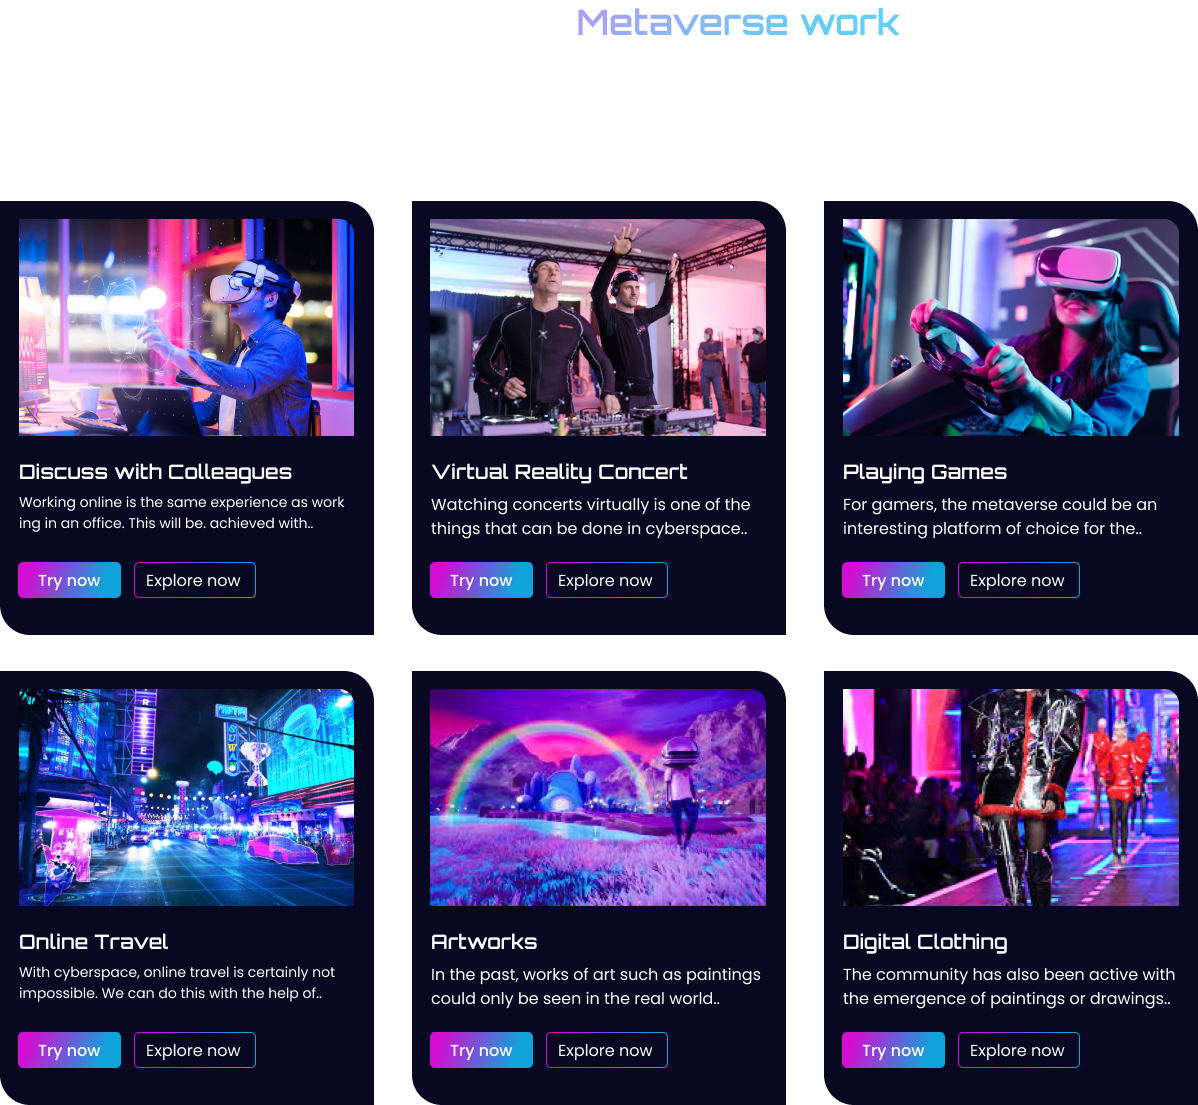 Metaverse work
Discuss with Colleagues
Working online is the same experience as work
ing in an office. This will be. achieved with..
Try now
Explore now
Virtual Reality Concert
Watching concerts virtually is one of the
things that can be done in cyberspace..
Try now
Explore now
Playing Games
For gamers, the metaverse could be an
interesting platform of choice for the..
Try now
Explore now
SUWA
Online Travel
With cyberspace, online travel is certainly not
impossible. We can do this with the help of..
Try now
Explore now
Artworks
In the past, works of art such as paintings
could only be seen in the real world..
Try now
Explore now
Digital Clothing
The community has also been active with
the emergence of paintings or drawings..
Try now
Explore now